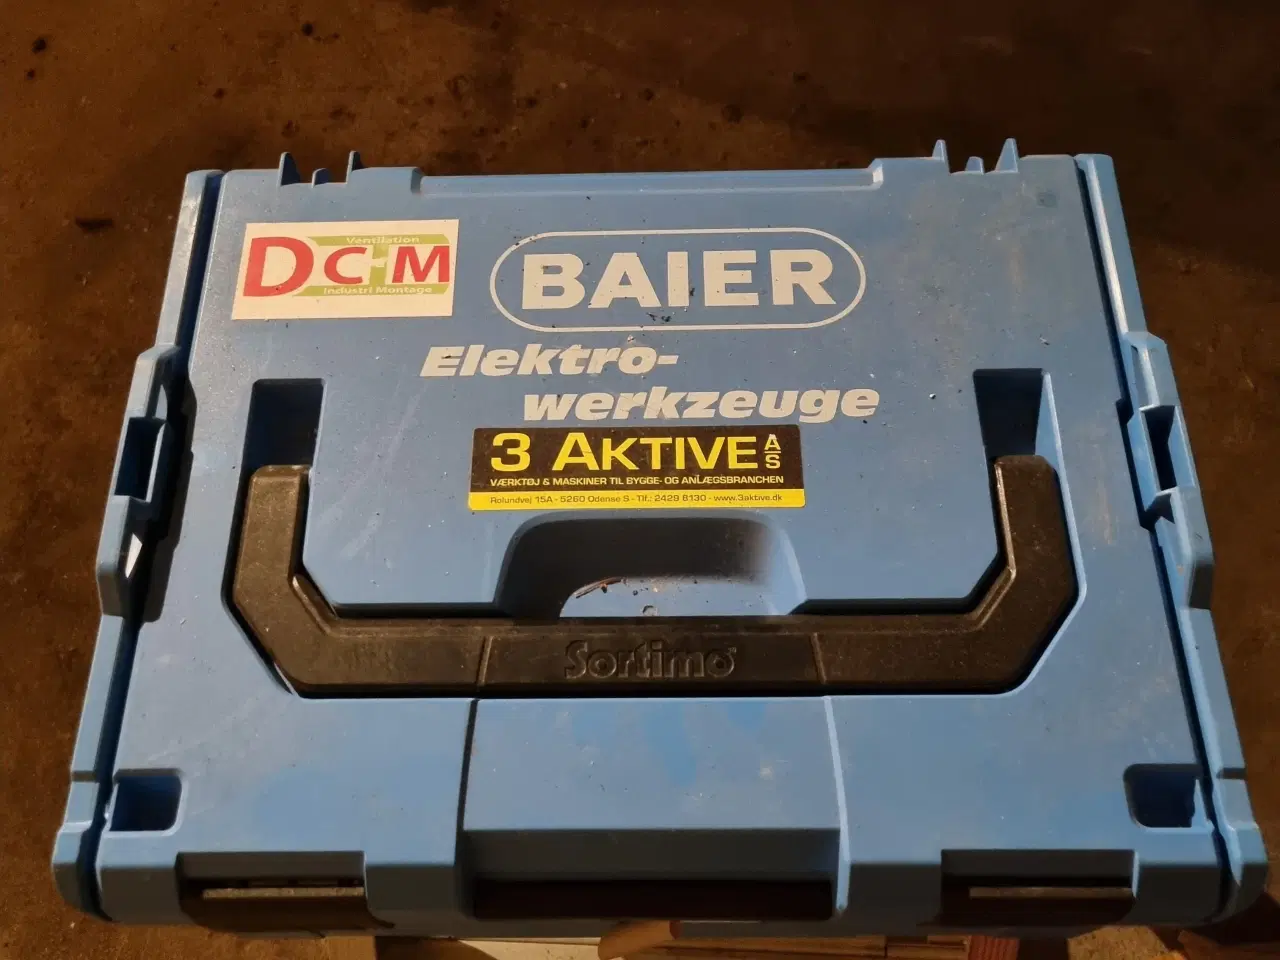 Ventilation
DC-M
Industri Montage
BAIER
Elektro-
werkzeuge
3 AKTIVE A/S
VÆRKTØJ & MASKINER TIL BYGGE- OG ANLÆGSBRANCHEN
Rolundvej 15A - 5260 Odense S - Tlf.: 2429 8130 - www.3aktive.dk
Sortimo